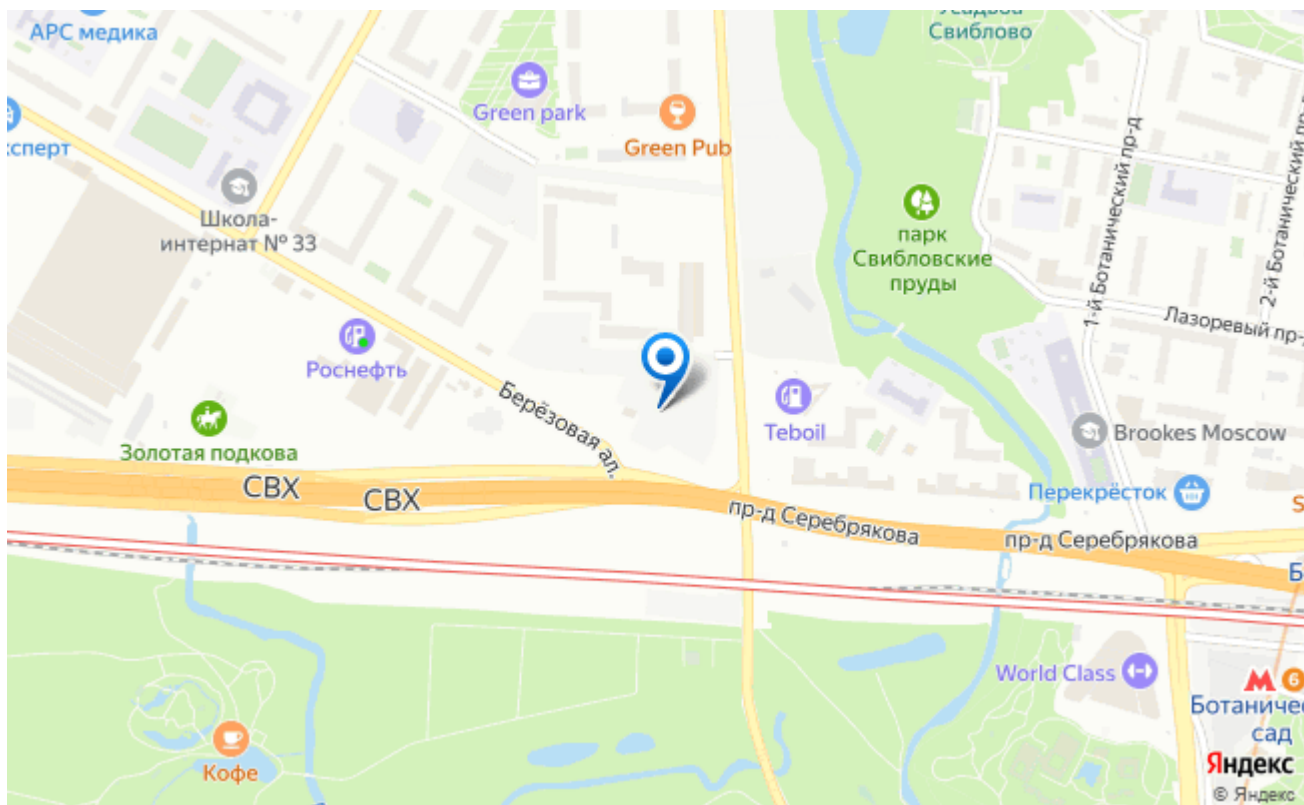 АРС медика
Усадьба
Свиблово
Green park
Green Pub
ксперт
Школа-
интернат № 33
парк
Свибловские
пруды
1-й Ботанический пр-д
2-й Ботанический пр-
Лазоревый пр-
Роснефть
Берёзовая ал.
Золотая подкова
Teboil
Brookes Moscow
СВХ
СВХ
Перекрёсток
S
пр-д Серебрякова
пр-д Серебрякова
Б
World Class
М 6
Ботаничес
сад
Кофе
Яндекс
© Яндекс